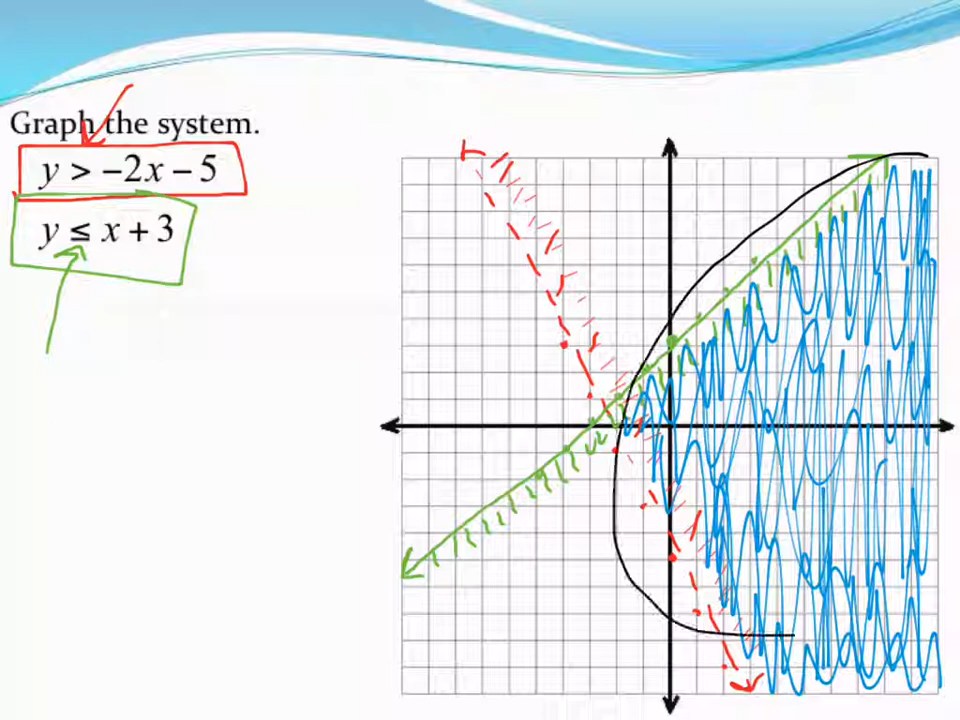 Graph the system.
y > −2x − 5
y ≤ x + 3